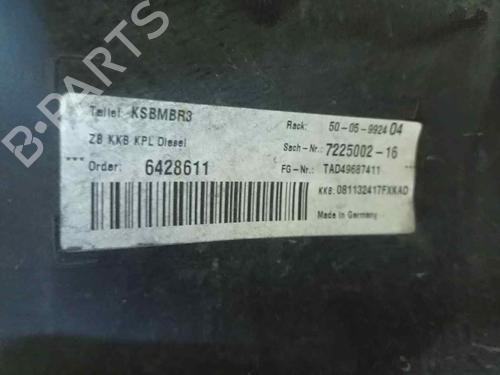 B-PARTS
Teilef KSBMBR3
Rack: 50-05-9924 04
ZB KKB KPL Diesel
Sach-Nr.: 7225002-16
*** Order: 6428611 ***
FG-Nr.: TAD49687411
KKB: 081132417FXKAD
Made in Germany